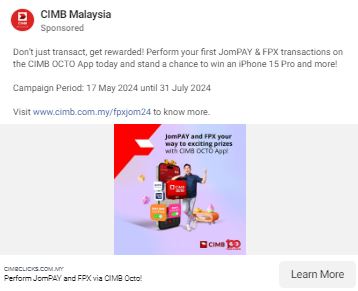 CIMB Malaysia
Sponsored
Don't just transact, get rewarded! Perform your first JomPAY & FPX transactions on
the CIMB OCTO App today and stand a chance to win an iPhone 15 Pro and more!
Campaign Period: 17 May 2024 until 31 July 2024
Visit www.cimb.com.my/fpxjom24 to know more.
JomPAY and FPX your
way to exciting prizes
with CIMB OCTO App!
CIMB
CIMBCLICKS.COM.MY
Perform JomPAY and FPX via CIMB Octo!
Learn More